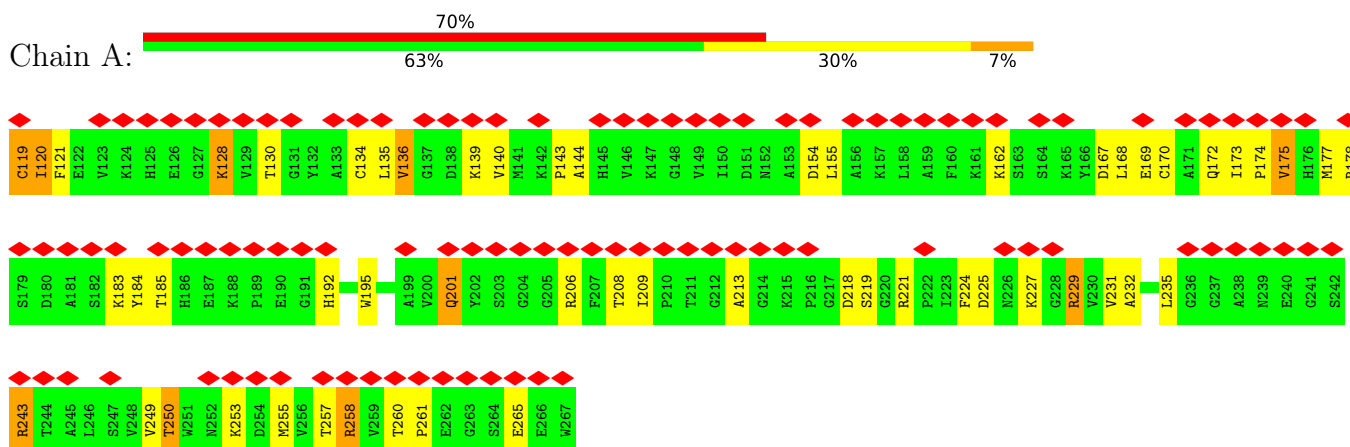 70%
Chain A:
63% 30% 7%
C119 I120 F121 E122 V123 K124 H125 E126 G127 K128 V129 T130 G131 Y132 A133 C134 L135 V136 G137 D138 K139 V140 M141 K142 P143 A144 H145 V146 K147 G148 V149 I150 D151 N152 A153 D154 L155 A156 K157 L158 A159 F160 K161 K162 S163 S164 K165 Y166 D167 L168 E169 C170 A171 Q172 I173 P174 V175 H176 M177 R178
S179 D180 A181 S182 K183 Y184 T185 H186 E187 K188 P189 E190 G191 H192 W195 A199 V200 Q201 Y202 S203 G204 G205 R206 F207 T208 I209 P210 T211 G212 A213 G214 K215 P216 G217 D218 S219 G220 R221 P222 I223 F224 D225 N226 K227 G228 R229 V230 V231 A232 L235 G236 G237 A238 N239 E240 G241 S242
R243 T244 A245 L246 S247 V248 V249 T250 W251 N252 K253 D254 M255 V256 T257 R258 V259 T260 P261 E262 G263 S264 E265 E266 W267